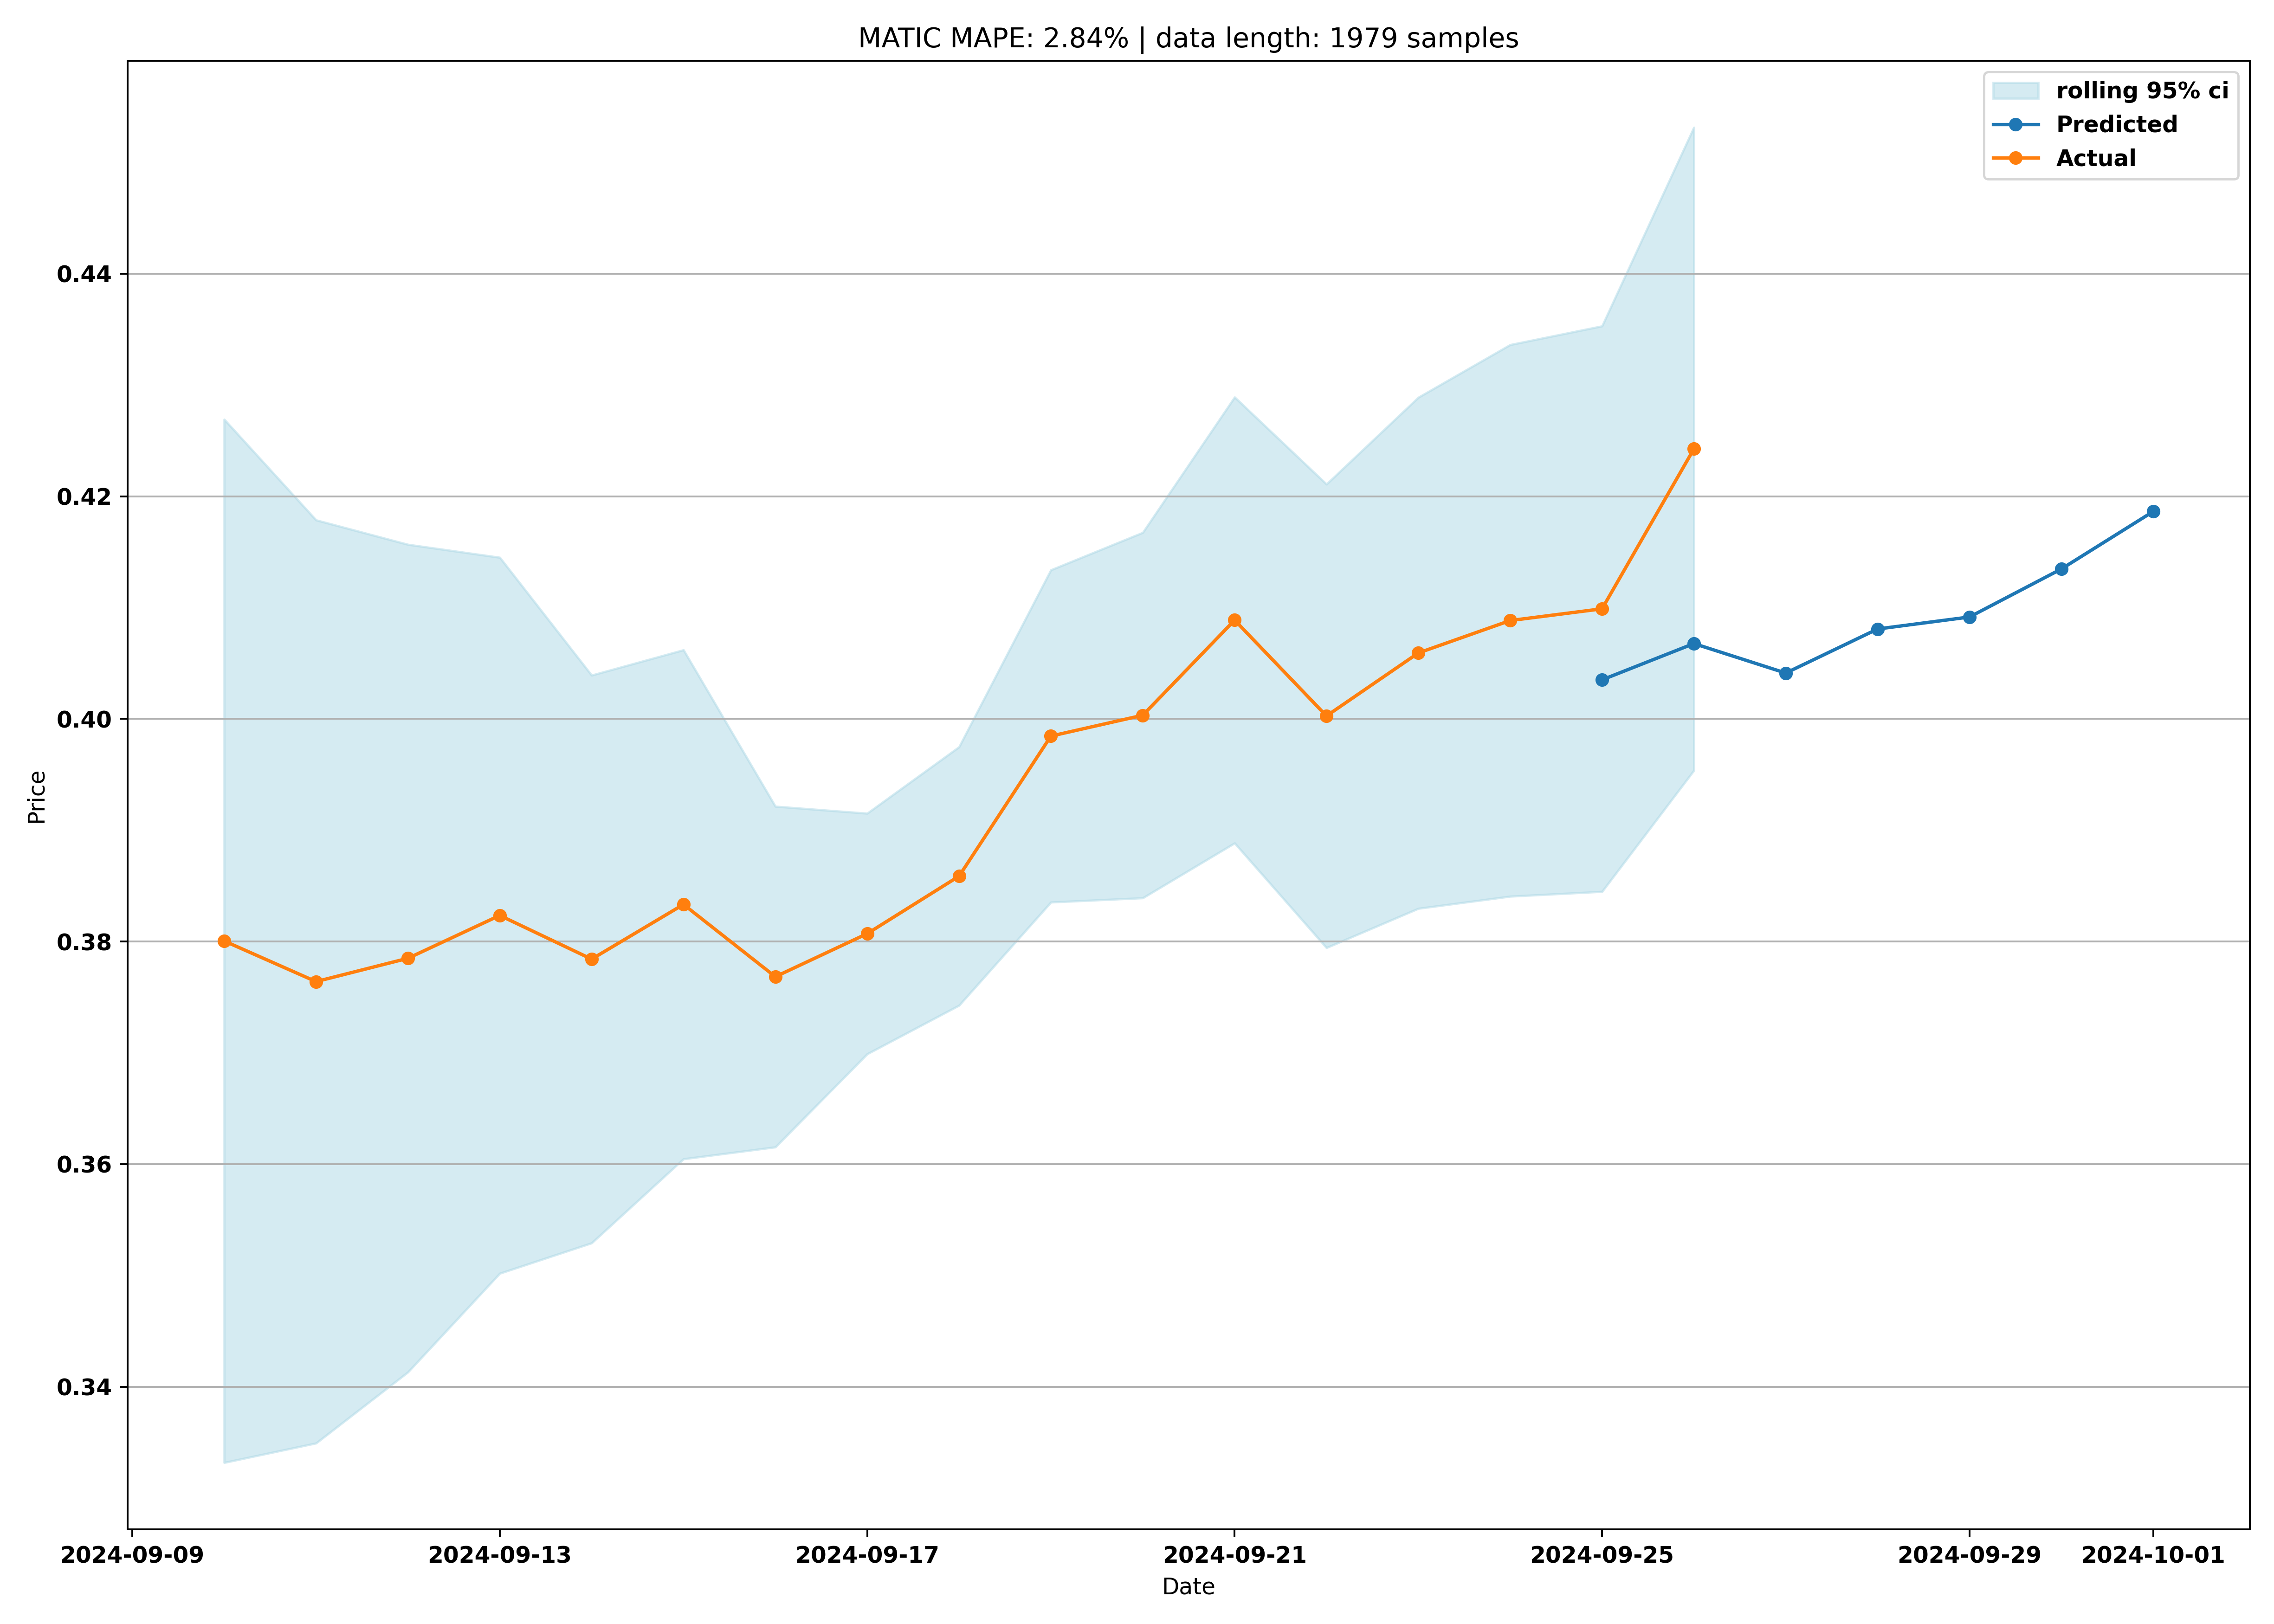 MATIC MAPE: 2.84% | data length: 1979 samples
rolling 95% ci
Predicted
Actual
0.44
0.42
0.40
0.38
0.36
0.34
Price
2024-09-09 2024-09-13 2024-09-17 2024-09-21 2024-09-25 2024-09-29 2024-10-01
Date